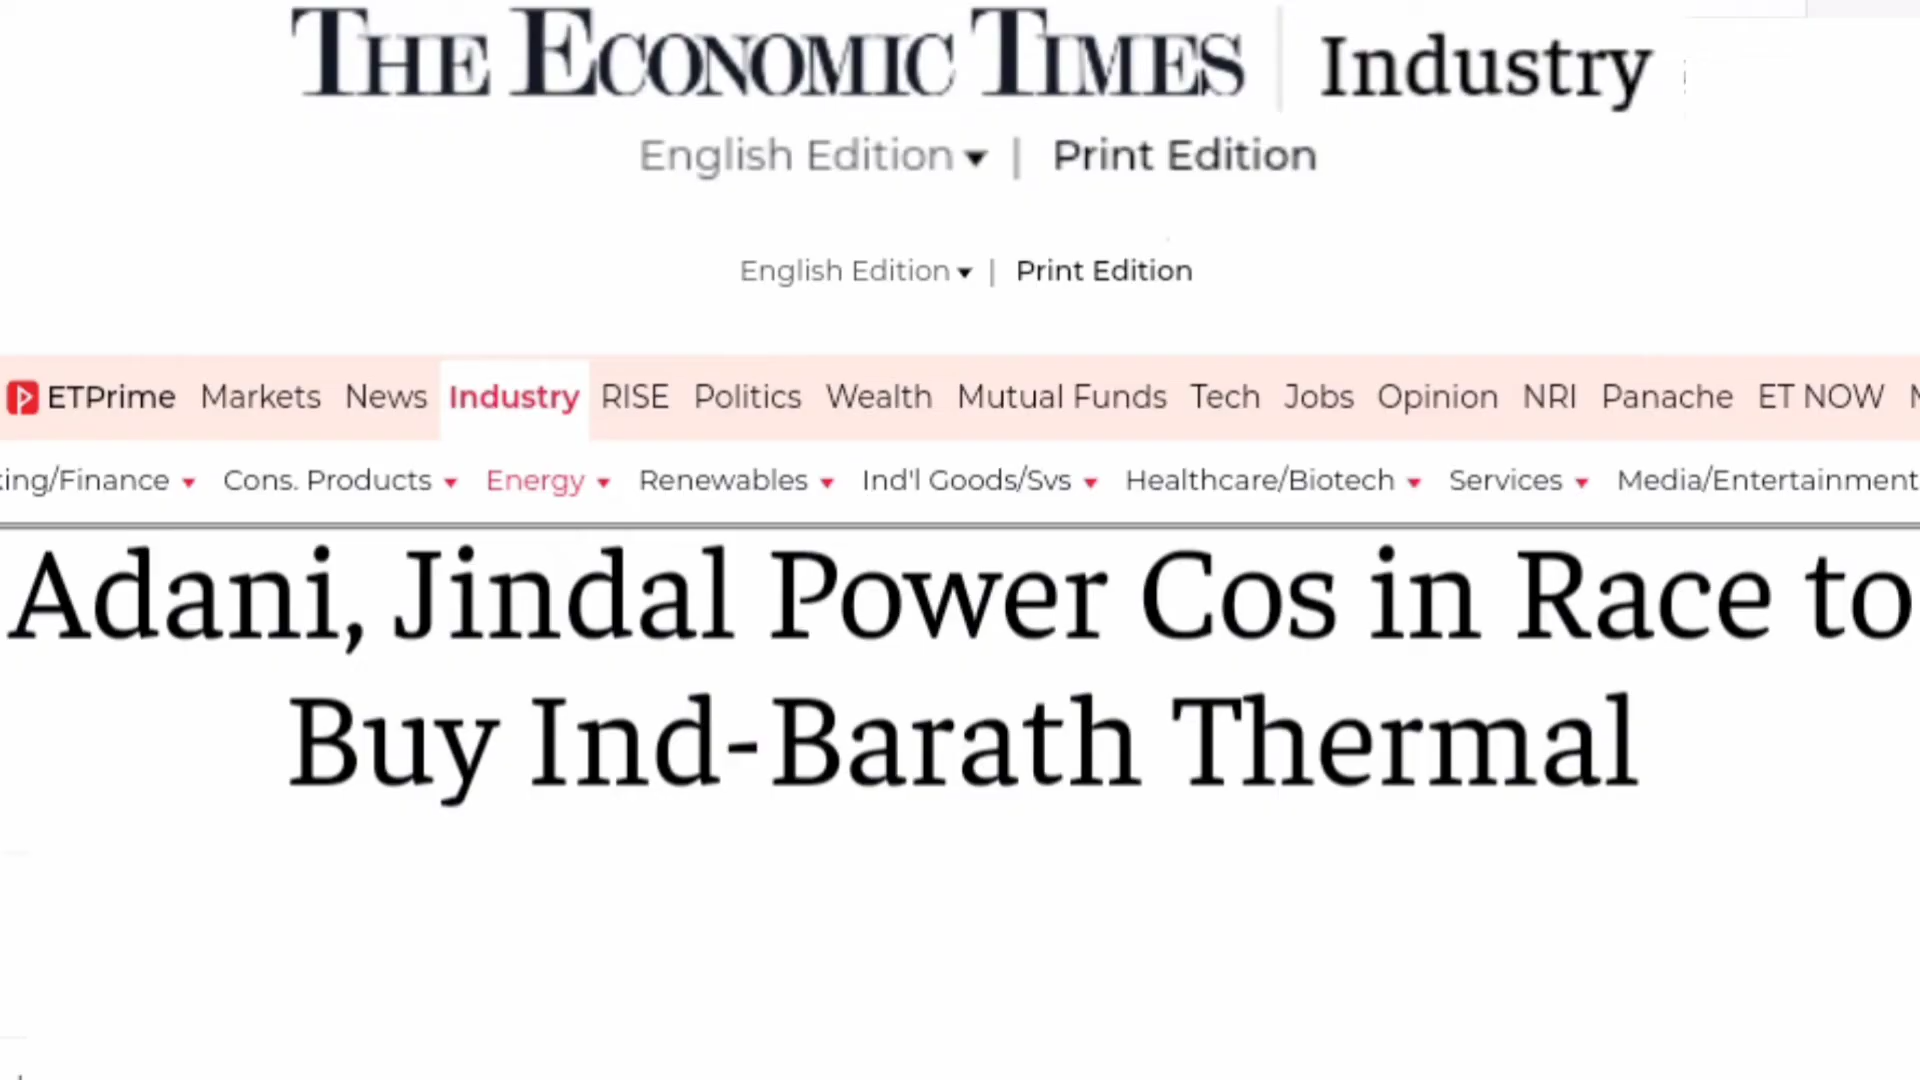 THE ECONOMIC TIMES | Industry
English Edition ▾ | Print Edition
English Edition ▾ | Print Edition
ETPrime Markets News Industry RISE Politics Wealth Mutual Funds Tech Jobs Opinion NRI Panache ET NOW
ing/Finance ▾ Cons. Products ▾ Energy ▾ Renewables ▾ Ind'l Goods/Svs ▾ Healthcare/Biotech ▾ Services ▾ Media/Entertainment
Adani, Jindal Power Cos in Race to
Buy Ind-Barath Thermal